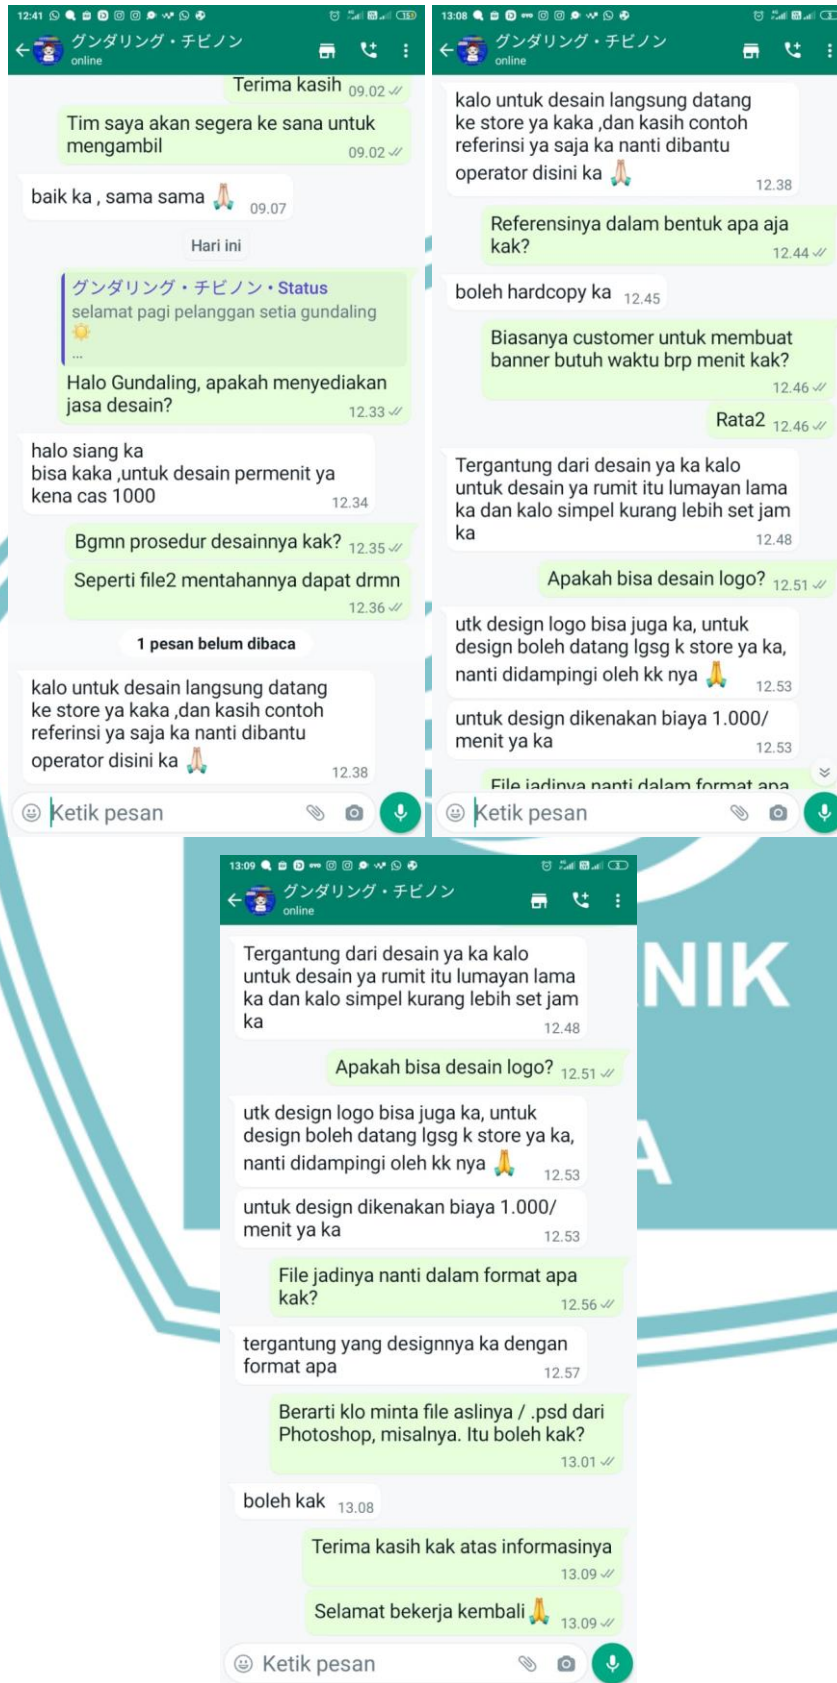 12:41
グンダリング・チビノン
online
Terima kasih 09.02
Tim saya akan segera ke sana untuk
mengambil 09.02
baik ka , sama sama 🙏🏻 09.07
Hari ini
グンダリング・チビノン • Status
selamat pagi pelanggan setia gundaling
☀️
...
Halo Gundaling, apakah menyediakan
jasa desain? 12.33
halo siang ka
bisa kaka ,untuk desain permenit ya
kena cas 1000 12.34
Bgmn prosedur desainnya kak? 12.35
Seperti file2 mentahannya dapat drmn
12.36
1 pesan belum dibaca
kalo untuk desain langsung datang
ke store ya kaka ,dan kasih contoh
referinsi ya saja ka nanti dibantu
operator disini ka 🙏🏻 12.38
Ketik pesan
13:08
グンダリング・チビノン
online
kalo untuk desain langsung datang
ke store ya kaka ,dan kasih contoh
referinsi ya saja ka nanti dibantu
operator disini ka 🙏🏻 12.38
Referensinya dalam bentuk apa aja
kak? 12.44
boleh hardcopy ka 12.45
Biasanya customer untuk membuat
banner butuh waktu brp menit kak?
12.46
Rata2 12.46
Tergantung dari desain ya ka kalo
untuk desain ya rumit itu lumayan lama
ka dan kalo simpel kurang lebih set jam
ka 12.48
Apakah bisa desain logo? 12.51
utk design logo bisa juga ka, untuk
design boleh datang lgsg k store ya ka,
nanti didampingi oleh kk nya 🙏 12.53
untuk design dikenakan biaya 1.000/
menit ya ka 12.53
File jadinya nanti dalam format apa
Ketik pesan
13:09
グンダリング・チビノン
online
Tergantung dari desain ya ka kalo
untuk desain ya rumit itu lumayan lama
ka dan kalo simpel kurang lebih set jam
ka 12.48
Apakah bisa desain logo? 12.51
utk design logo bisa juga ka, untuk
design boleh datang lgsg k store ya ka,
nanti didampingi oleh kk nya 🙏 12.53
untuk design dikenakan biaya 1.000/
menit ya ka 12.53
File jadinya nanti dalam format apa
kak? 12.56
tergantung yang designnya ka dengan
format apa 12.57
Berarti klo minta file aslinya / .psd dari
Photoshop, misalnya. Itu boleh kak?
13.01
boleh kak 13.08
Terima kasih kak atas informasinya
13.09
Selamat bekerja kembali🙏 13.09
Ketik pesan
NIK
A